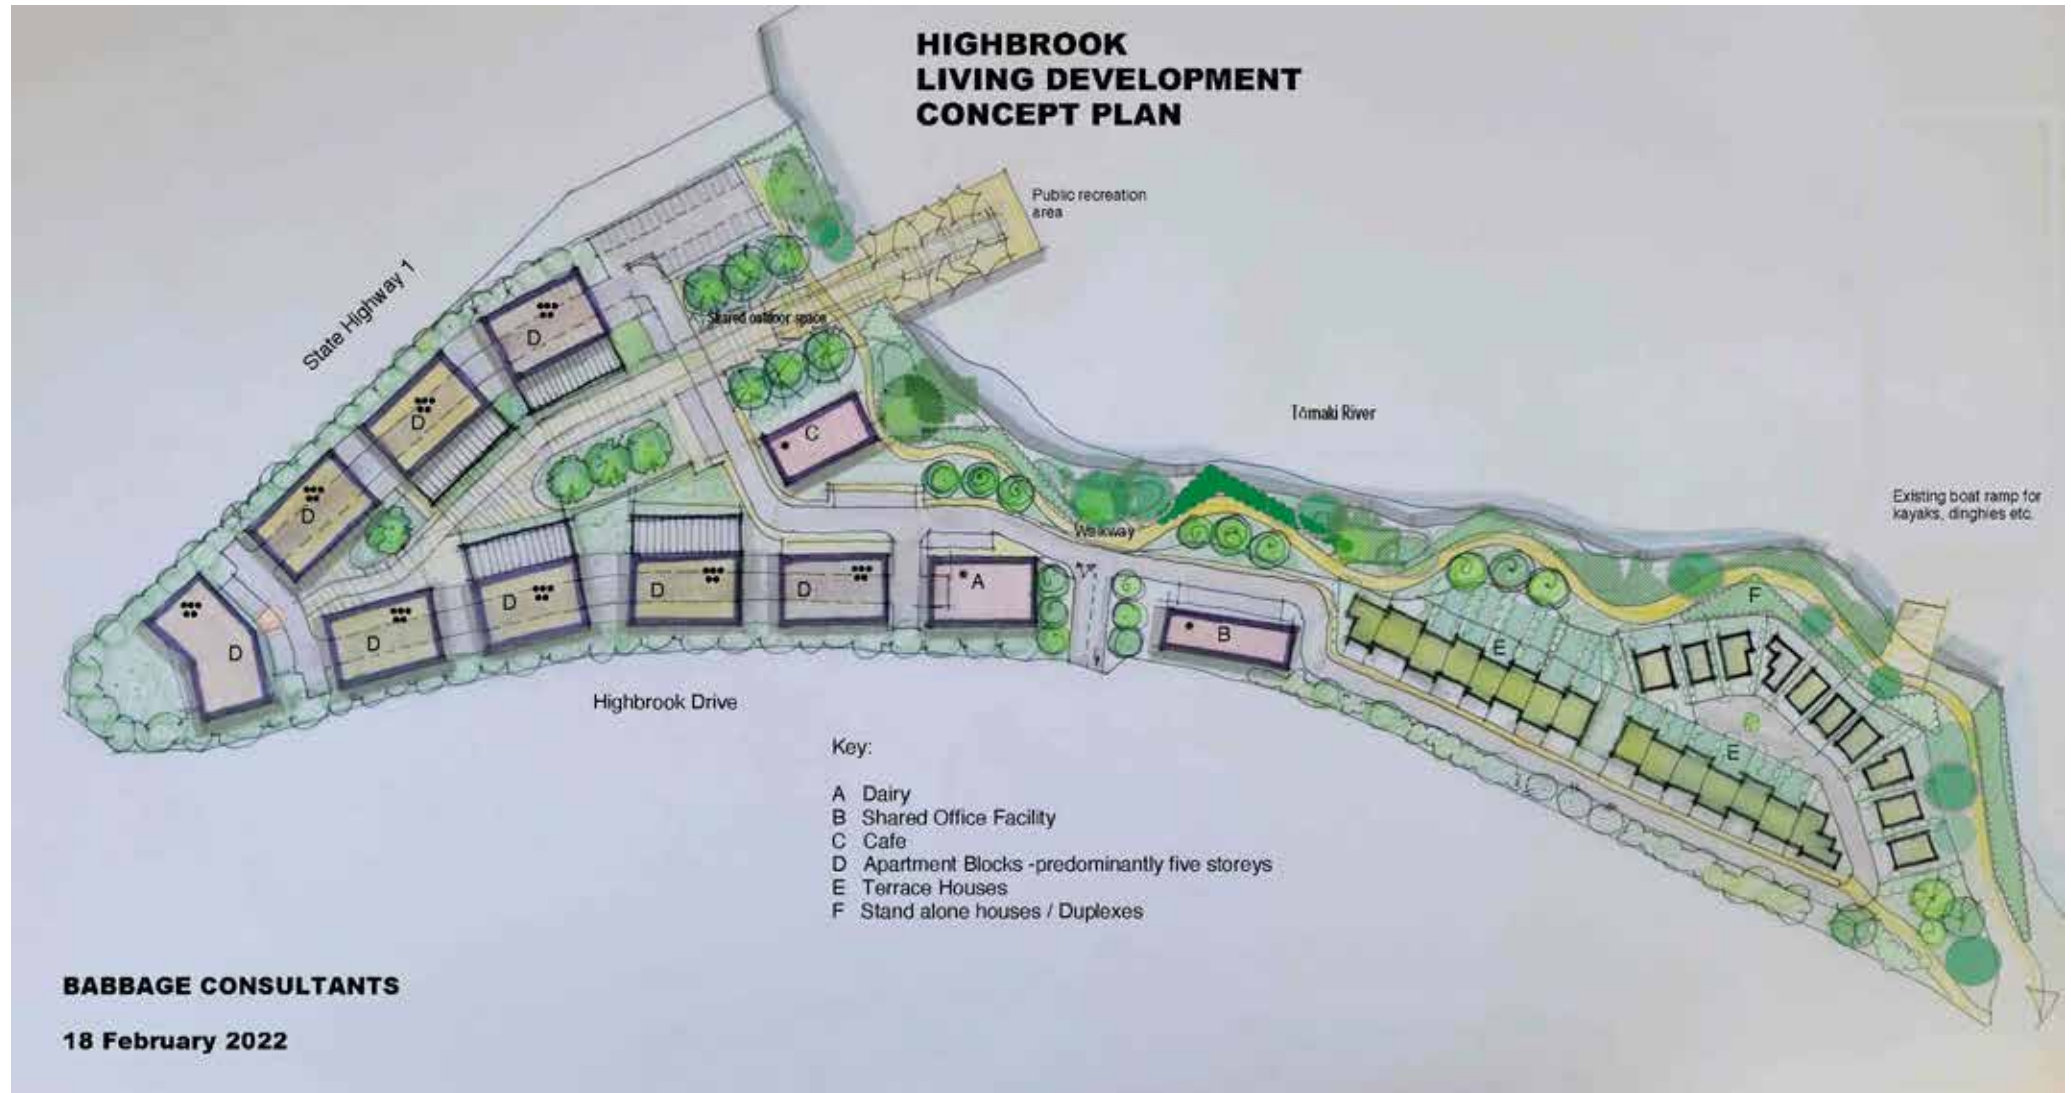 HIGHBROOK
LIVING DEVELOPMENT
CONCEPT PLAN
Public recreation
area
State Highway 1
Shared outdoor space
Tāmaki River
Existing boat ramp for
kayaks, dinghies etc.
Walkway
D
D
D
D
D
D
D
D
C
A
B
E
E
F
Highbrook Drive
Key:
A Dairy
B Shared Office Facility
C Cafe
D Apartment Blocks -predominantly five storeys
E Terrace Houses
F Stand alone houses / Duplexes
BABBAGE CONSULTANTS
18 February 2022